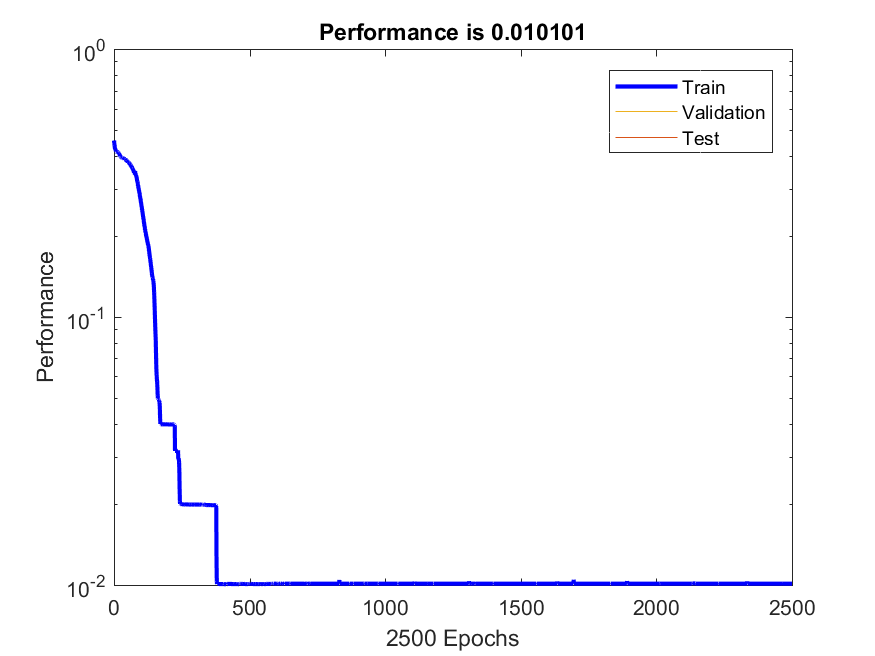 Performance is 0.010101
10^0
10^-1
10^-2
Performance
Train
Validation
Test
0 500 1000 1500 2000 2500
2500 Epochs